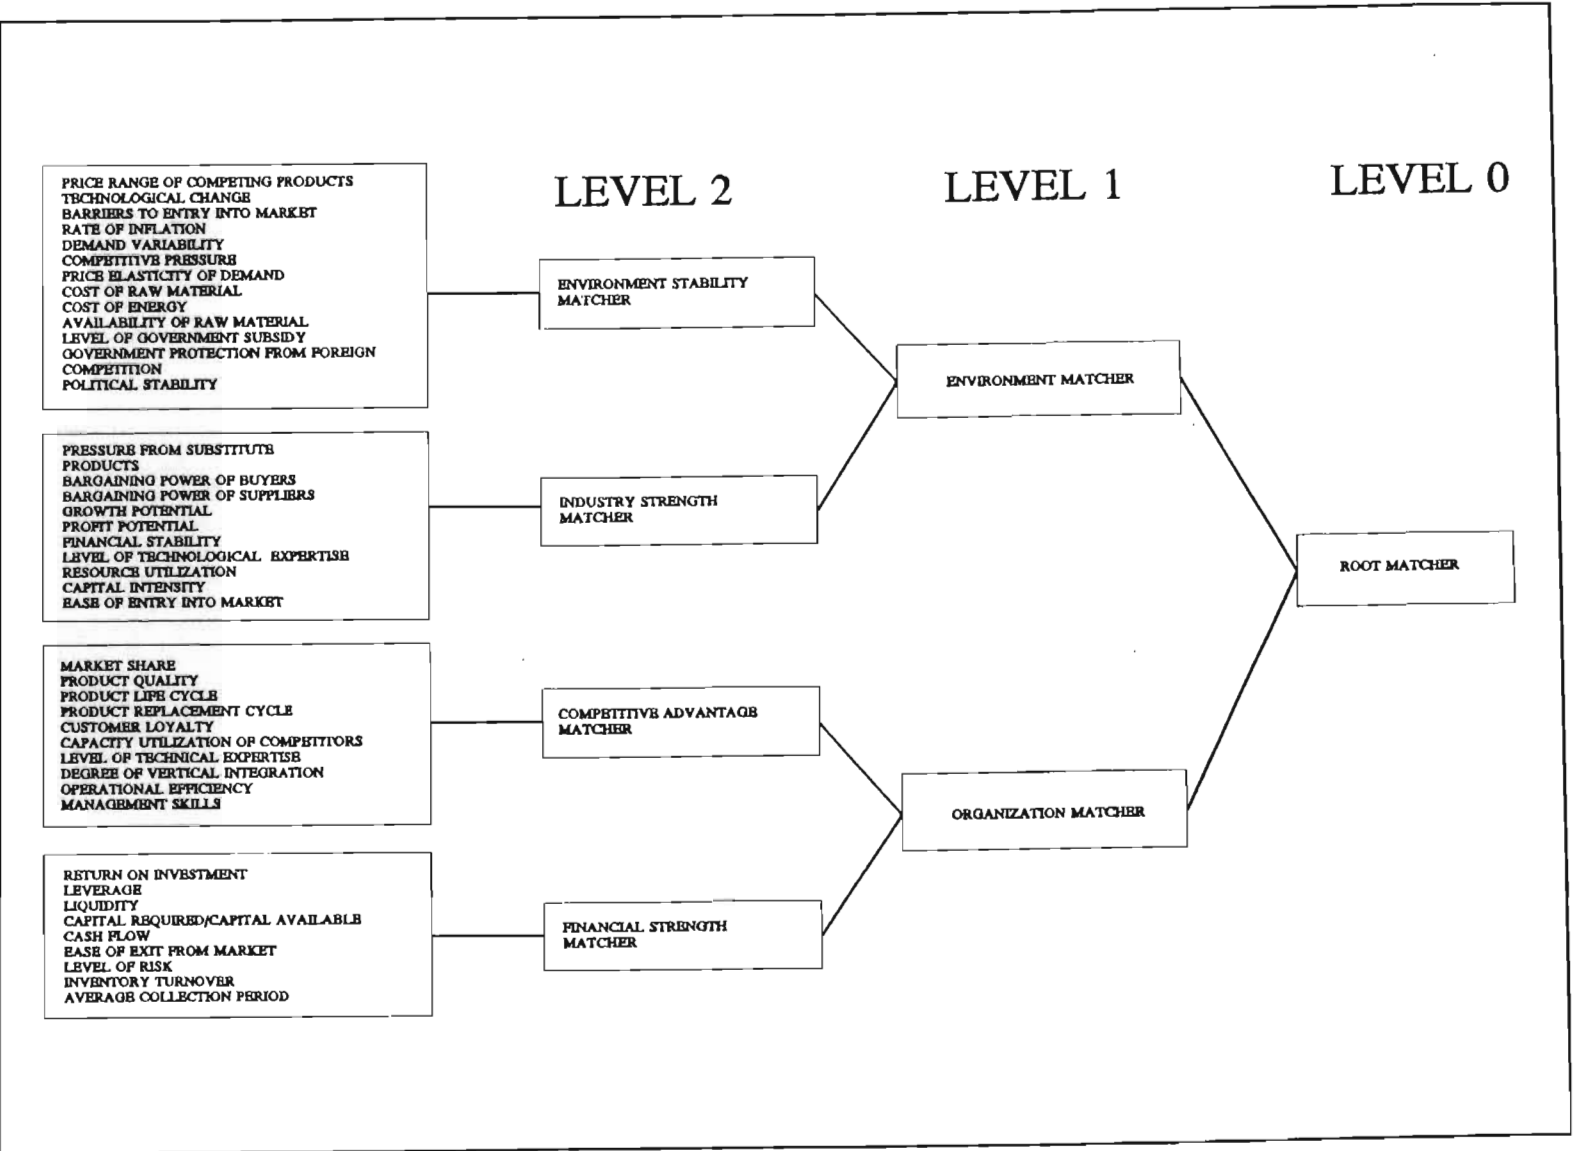 LEVEL 2
LEVEL 1
LEVEL 0
PRICE RANGE OF COMPETING PRODUCTS
TECHNOLOGICAL CHANGE
BARRIERS TO ENTRY INTO MARKET
RATE OF INFLATION
DEMAND VARIABILITY
COMPETITIVE PRESSURE
PRICE ELASTICITY OF DEMAND
COST OF RAW MATERIAL
COST OF ENERGY
AVAILABILITY OF RAW MATERIAL
LEVEL OF GOVERNMENT SUBSIDY
GOVERNMENT PROTECTION FROM FOREIGN
COMPETITION
POLITICAL STABILITY
ENVIRONMENT STABILITY
MATCHER
PRESSURE FROM SUBSTITUTE
PRODUCTS
BARGAINING POWER OF BUYERS
BARGAINING POWER OF SUPPLIERS
GROWTH POTENTIAL
PROFIT POTENTIAL
FINANCIAL STABILITY
LEVEL OF TECHNOLOGICAL EXPERTISE
RESOURCE UTILIZATION
CAPITAL INTENSITY
EASE OF ENTRY INTO MARKET
INDUSTRY STRENGTH
MATCHER
ENVIRONMENT MATCHER
MARKET SHARE
PRODUCT QUALITY
PRODUCT LIFE CYCLE
PRODUCT REPLACEMENT CYCLE
CUSTOMER LOYALTY
CAPACITY UTILIZATION OF COMPETITORS
LEVEL OF TECHNICAL EXPERTISE
DEGREE OF VERTICAL INTEGRATION
OPERATIONAL EFFICIENCY
MANAGEMENT SKILLS
COMPETITIVE ADVANTAGE
MATCHER
RETURN ON INVESTMENT
LEVERAGE
LIQUIDITY
CAPITAL REQUIRED/CAPITAL AVAILABLE
CASH FLOW
EASE OF EXIT FROM MARKET
LEVEL OF RISK
INVENTORY TURNOVER
AVERAGE COLLECTION PERIOD
FINANCIAL STRENGTH
MATCHER
ORGANIZATION MATCHER
ROOT MATCHER